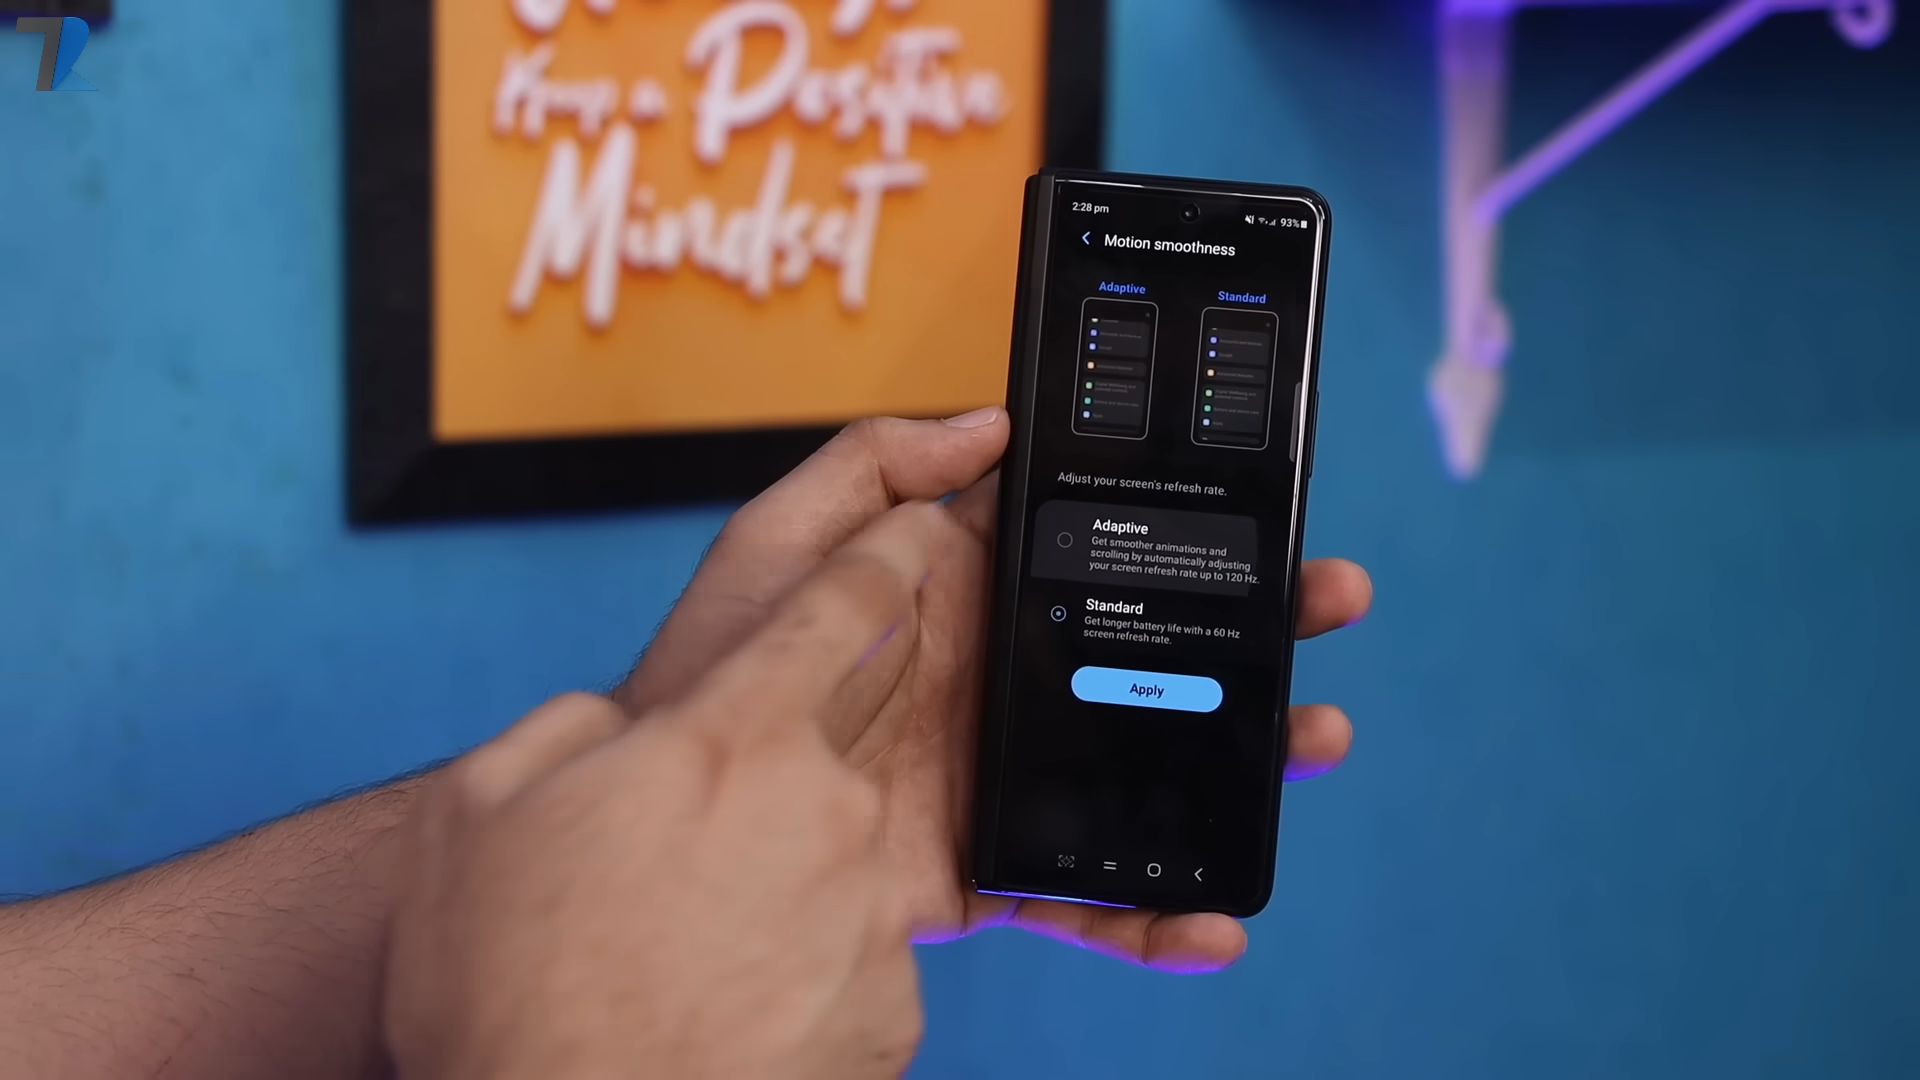 Keep a Positive
Mindset
2:28 pm
93%
Motion smoothness
Adaptive
Standard
Adjust your screen's refresh rate.
Adaptive
Get smoother animations and
scrolling by automatically adjusting
your screen refresh rate up to 120 Hz.
Standard
Get longer battery life with a 60 Hz
screen refresh rate.
Apply